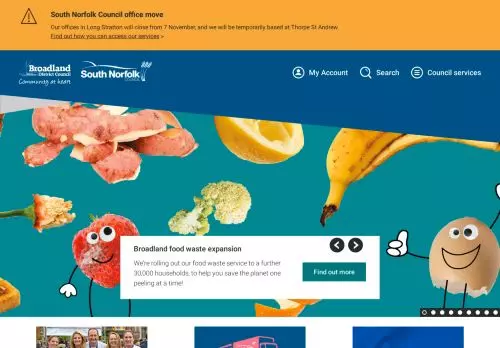 South Norfolk Council office move
Our offices in Long Stratton will close from 7 November, and we will be temporarily based at Thorpe St Andrew.
Find out how you can access our services >
Broadland
District Council
Community at heart
South Norfolk
COUNCIL
My Account
Search
Council services
Broadland food waste expansion
We're rolling out our food waste service to a further
30,000 households, to help you save the planet one
peeling at a time!
Find out more